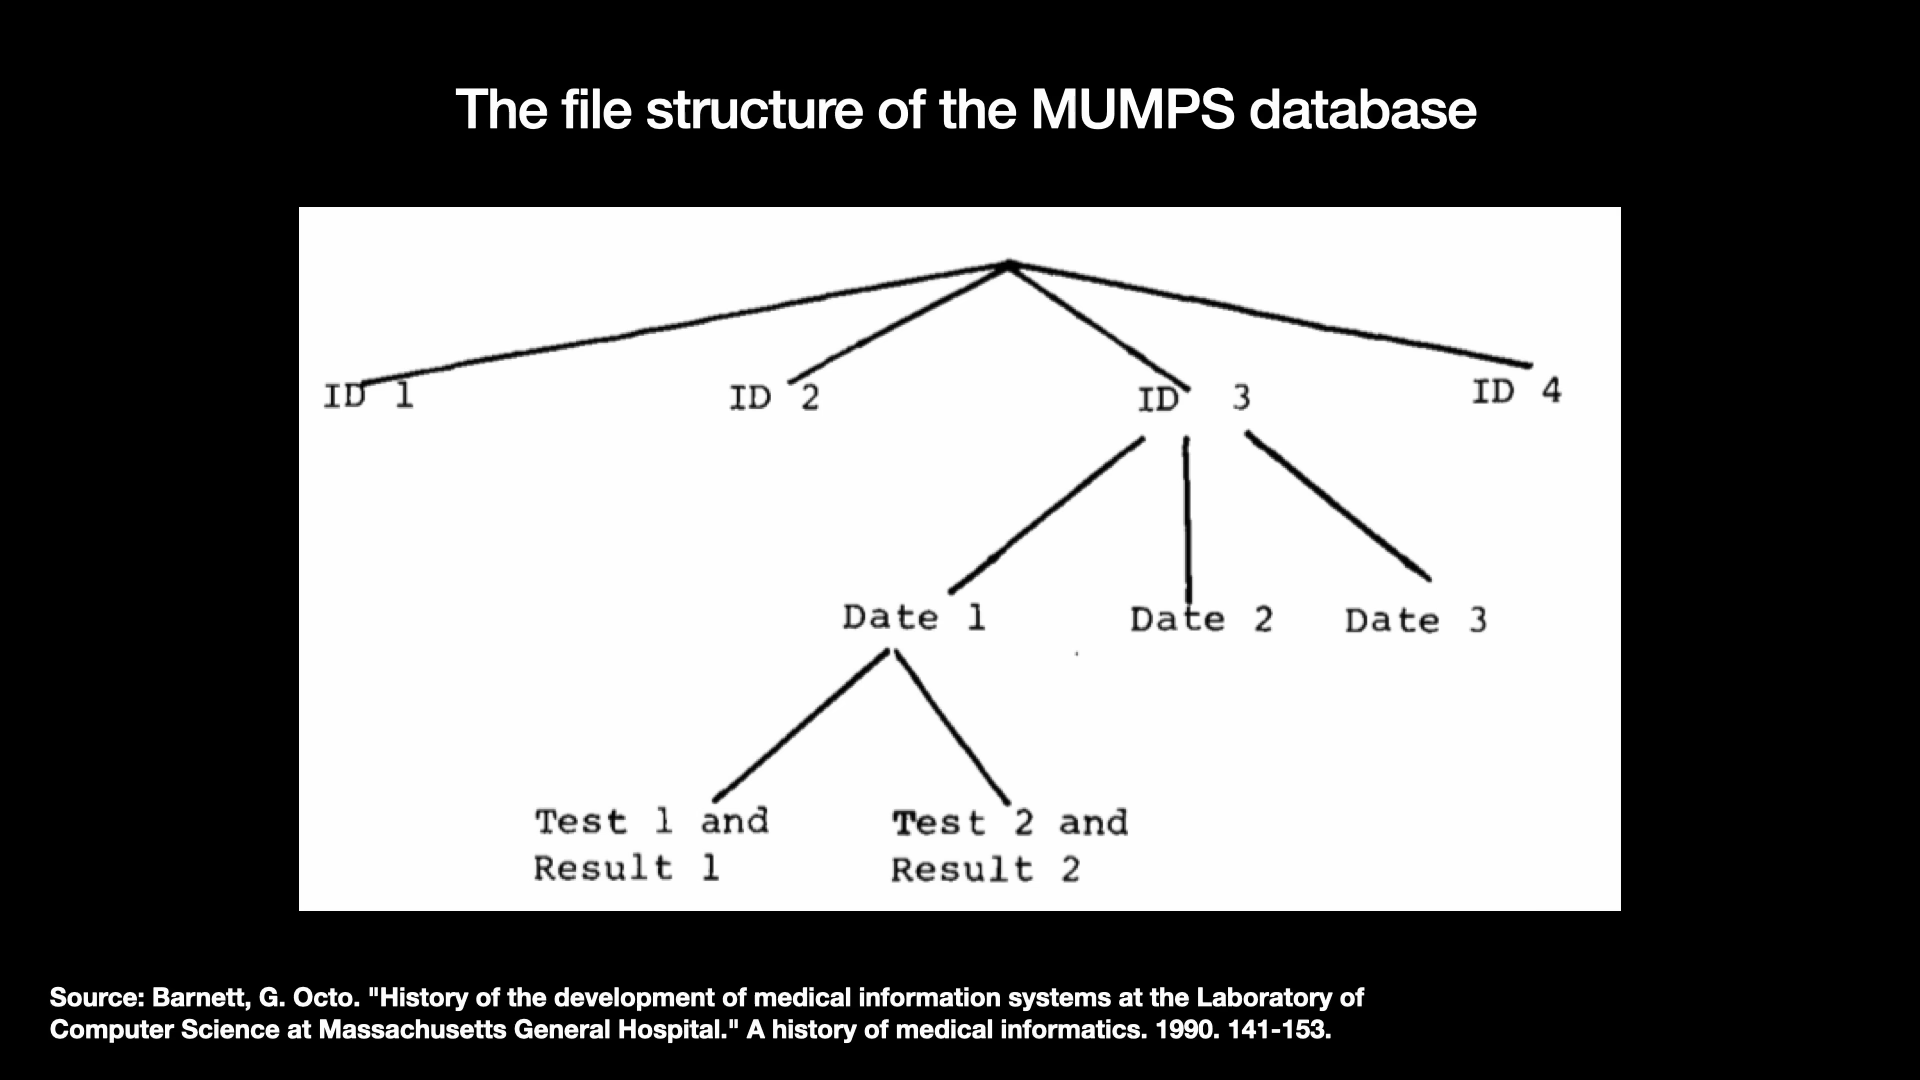 The file structure of the MUMPS database
ID 1
ID 2
ID 3
ID 4
Date 1
Date 2
Date 3
Test 1 and
Result 1
Test 2 and
Result 2
Source: Barnett, G. Octo. "History of the development of medical information systems at the Laboratory of
Computer Science at Massachusetts General Hospital." A history of medical informatics. 1990. 141-153.